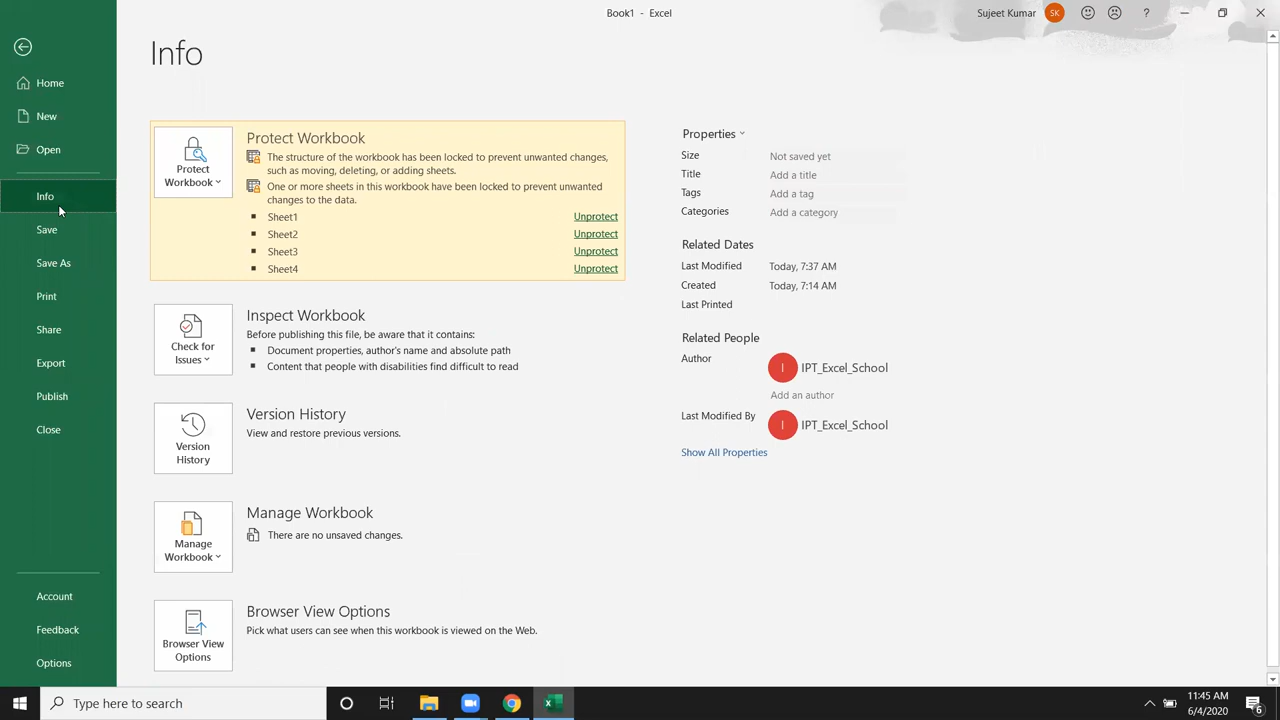 Book1 - Excel
Sujeet Kumar
SK
?
Info
Home
New
Open
Info
Save
Save As
Print
Share
Export
Publish
Close
Account
Feedback
Options
Protect Workbook
Protect Workbook
The structure of the workbook has been locked to prevent unwanted changes,
such as moving, deleting, or adding sheets.
One or more sheets in this workbook have been locked to prevent unwanted
changes to the data.
Sheet1 Unprotect
Sheet2 Unprotect
Sheet3 Unprotect
Sheet4 Unprotect
Check for
Issues
Inspect Workbook
Before publishing this file, be aware that it contains:
Document properties, author's name and absolute path
Content that people with disabilities find difficult to read
Version
History
Version History
View and restore previous versions.
Manage
Workbook
Manage Workbook
There are no unsaved changes.
Browser View
Options
Browser View Options
Pick what users can see when this workbook is viewed on the Web.
Properties
Size Not saved yet
Title Add a title
Tags Add a tag
Categories Add a category
Related Dates
Last Modified Today, 7:37 AM
Created Today, 7:14 AM
Last Printed
Related People
Author I IPT_Excel_School
Add an author
Last Modified By I IPT_Excel_School
Show All Properties
Type here to search
11:45 AM
6/4/2020
6